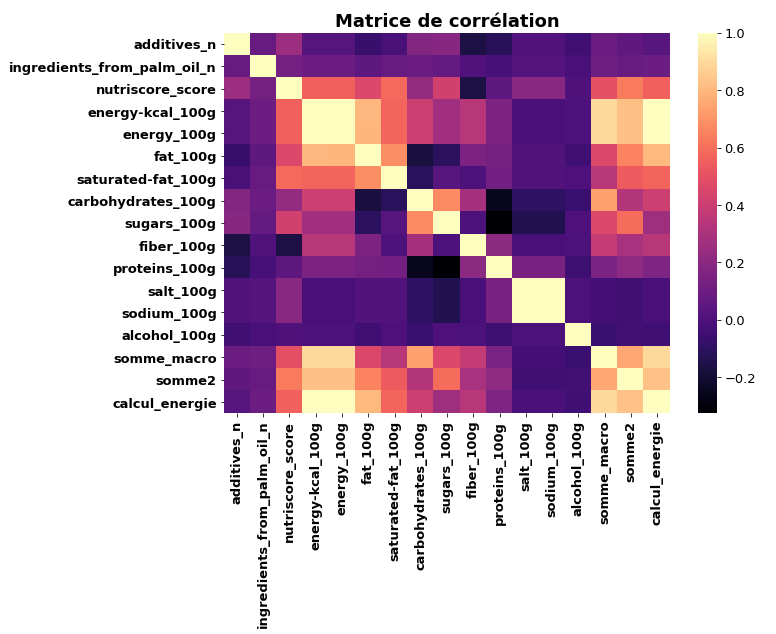 Matrice de corrélation
additives_n
ingredients_from_palm_oil_n
nutriscore_score
energy-kcal_100g
energy_100g
fat_100g
saturated-fat_100g
carbohydrates_100g
sugars_100g
fiber_100g
proteins_100g
salt_100g
sodium_100g
alcohol_100g
somme_macro
somme2
calcul_energie
additives_n
ingredients_from_palm_oil_n
nutriscore_score
energy-kcal_100g
energy_100g
fat_100g
saturated-fat_100g
carbohydrates_100g
sugars_100g
fiber_100g
proteins_100g
salt_100g
sodium_100g
alcohol_100g
somme_macro
somme2
calcul_energie
1.0
0.8
0.6
0.4
0.2
0.0
−0.2